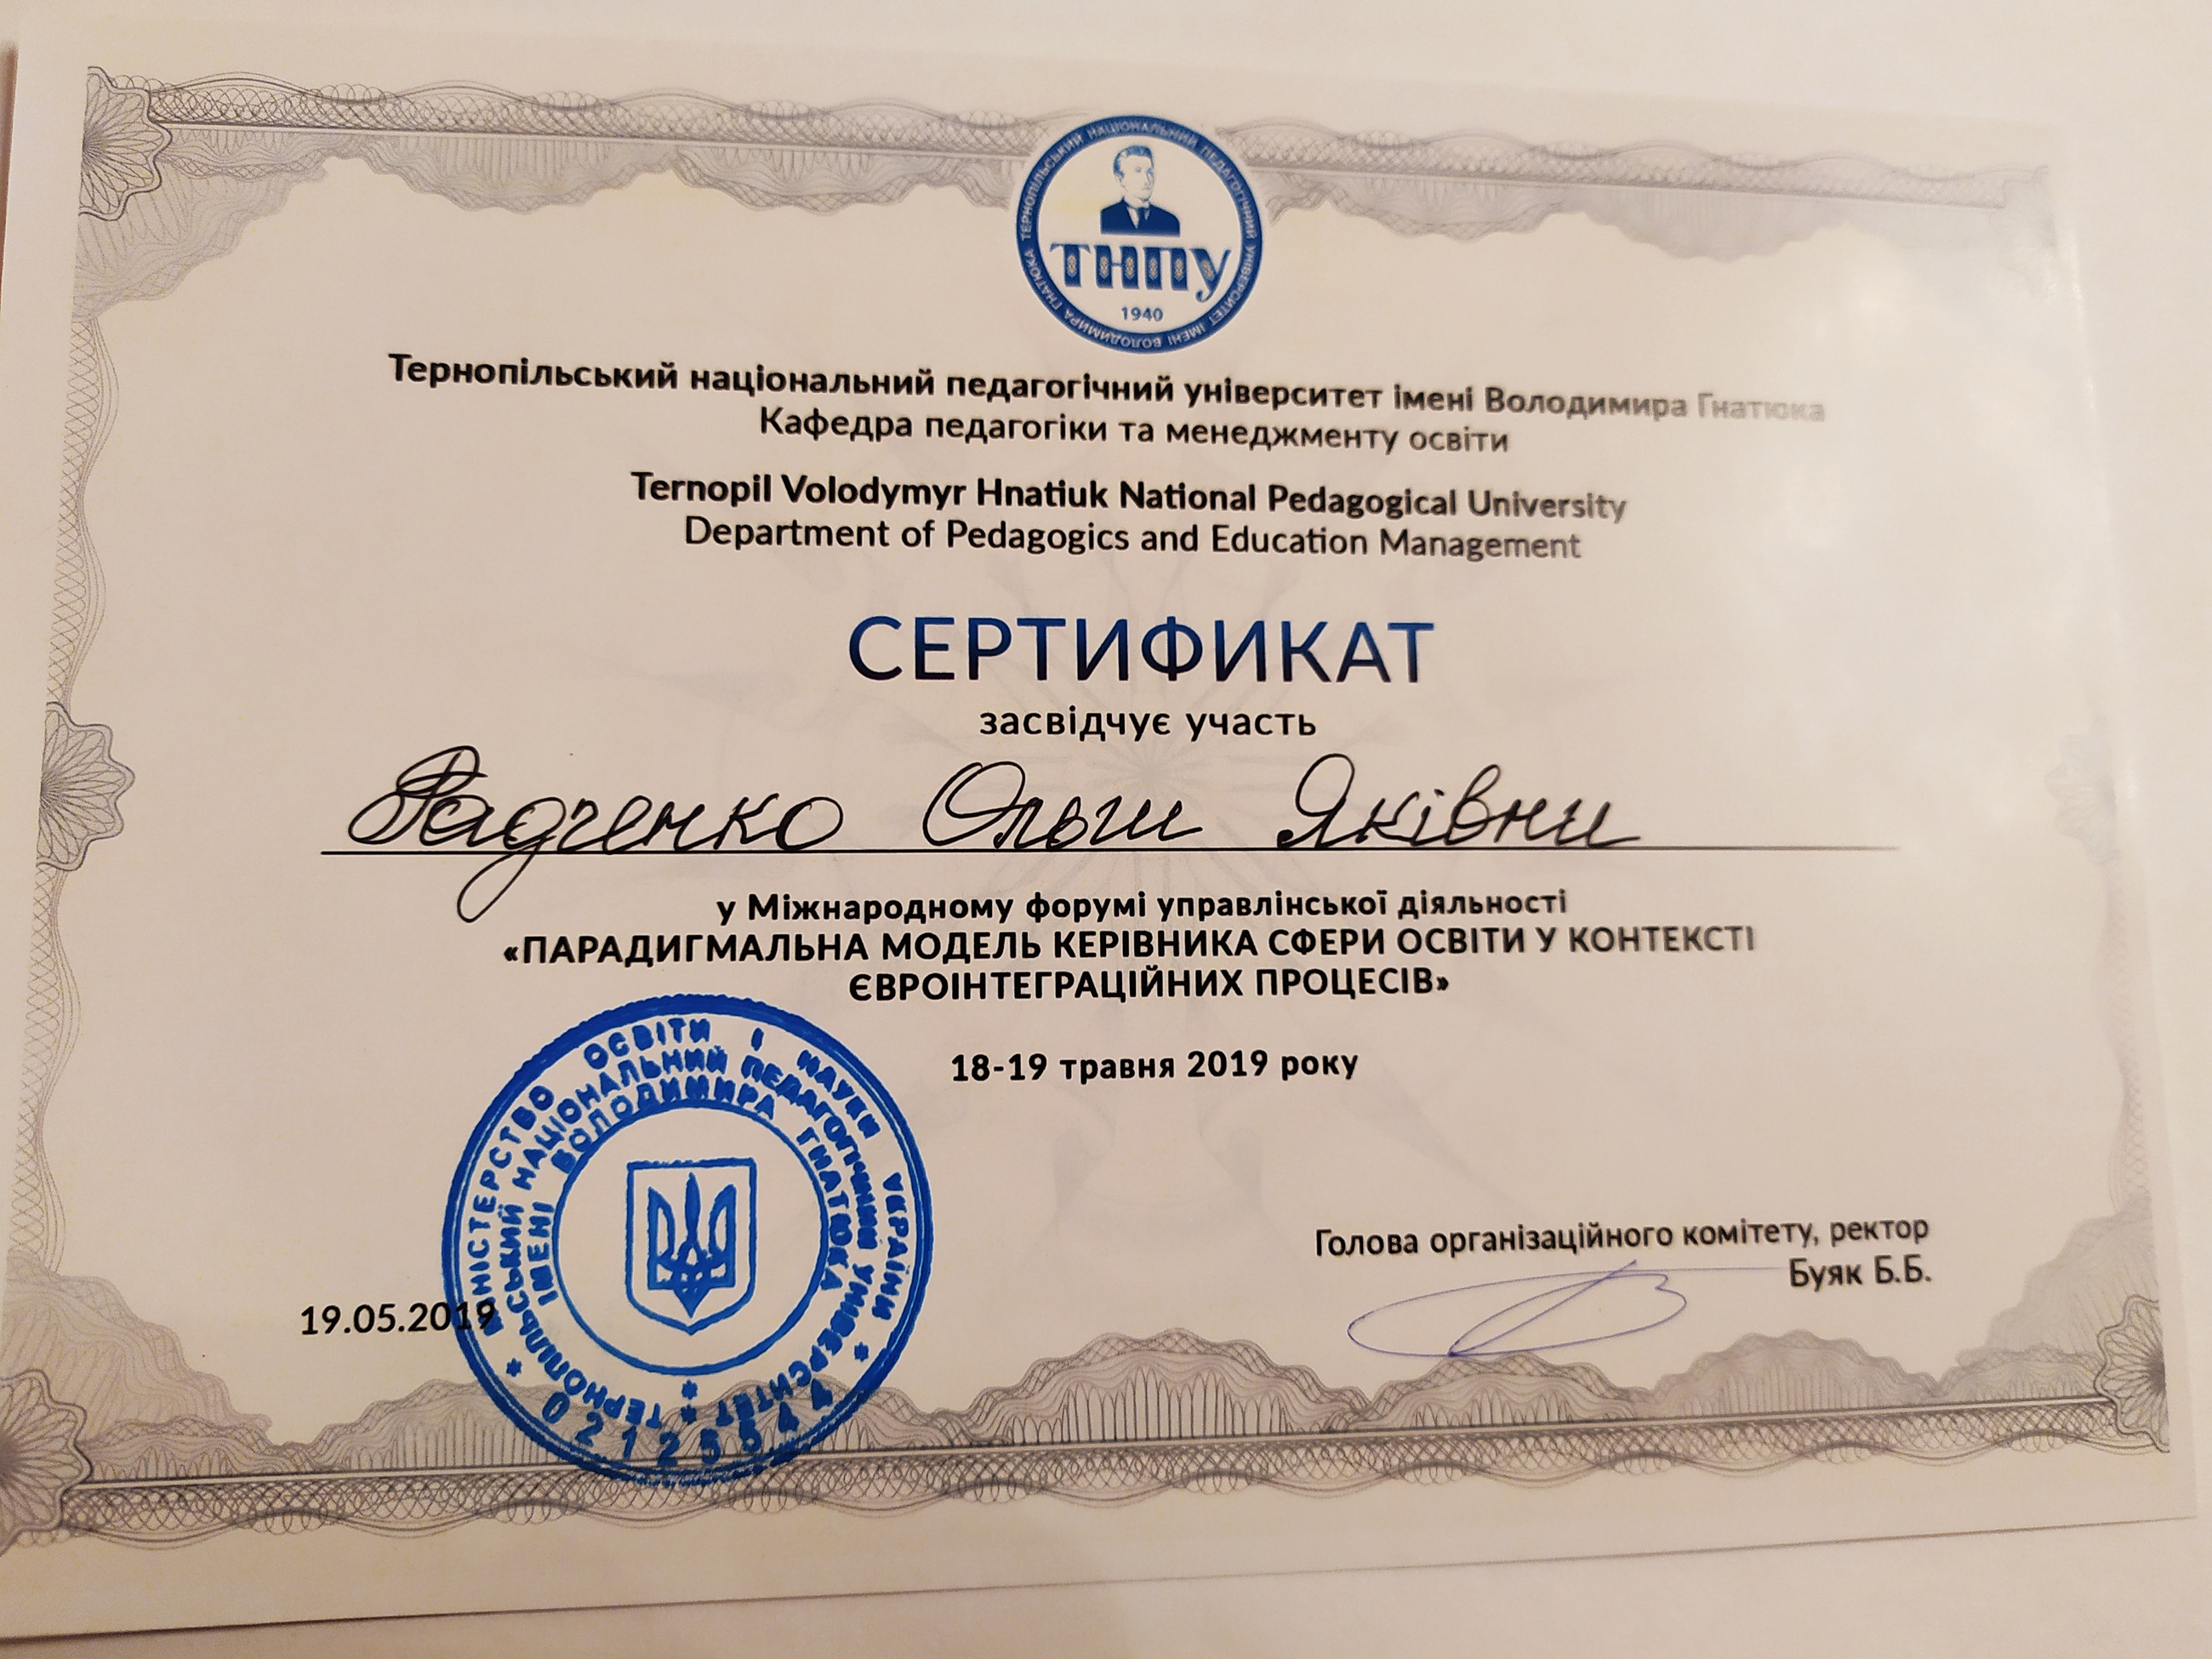 ТЕРНОПІЛЬСЬКИЙ НАЦІОНАЛЬНИЙ ПЕДАГОГІЧНИЙ УНІВЕРСИТЕТ ІМЕНІ ВОЛОДИМИРА ГНАТЮКА
ТНПУ
1940
Тернопільський національний педагогічний університет імені Володимира Гнатюка
Кафедра педагогіки та менеджменту освіти
Ternopil Volodymyr Hnatiuk National Pedagogical University
Department of Pedagogics and Education Management
СЕРТИФИКАТ
засвідчує участь
Радченко Ольги Яківни
у Міжнародному форумі управлінської діяльності
«ПАРАДИГМАЛЬНА МОДЕЛЬ КЕРІВНИКА СФЕРИ ОСВІТИ У КОНТЕКСТІ
ЄВРОІНТЕГРАЦІЙНИХ ПРОЦЕСІВ»
18-19 травня 2019 року
МІНІСТЕРСТВО ОСВІТИ І НАУКИ УКРАЇНИ
ТЕРНОПІЛЬСЬКИЙ НАЦІОНАЛЬНИЙ ПЕДАГОГІЧНИЙ УНІВЕРСИТЕТ
ІМЕНІ ВОЛОДИМИРА ГНАТЮКА
02125544
Голова організаційного комітету, ректор
Буяк Б.Б.
19.05.2019